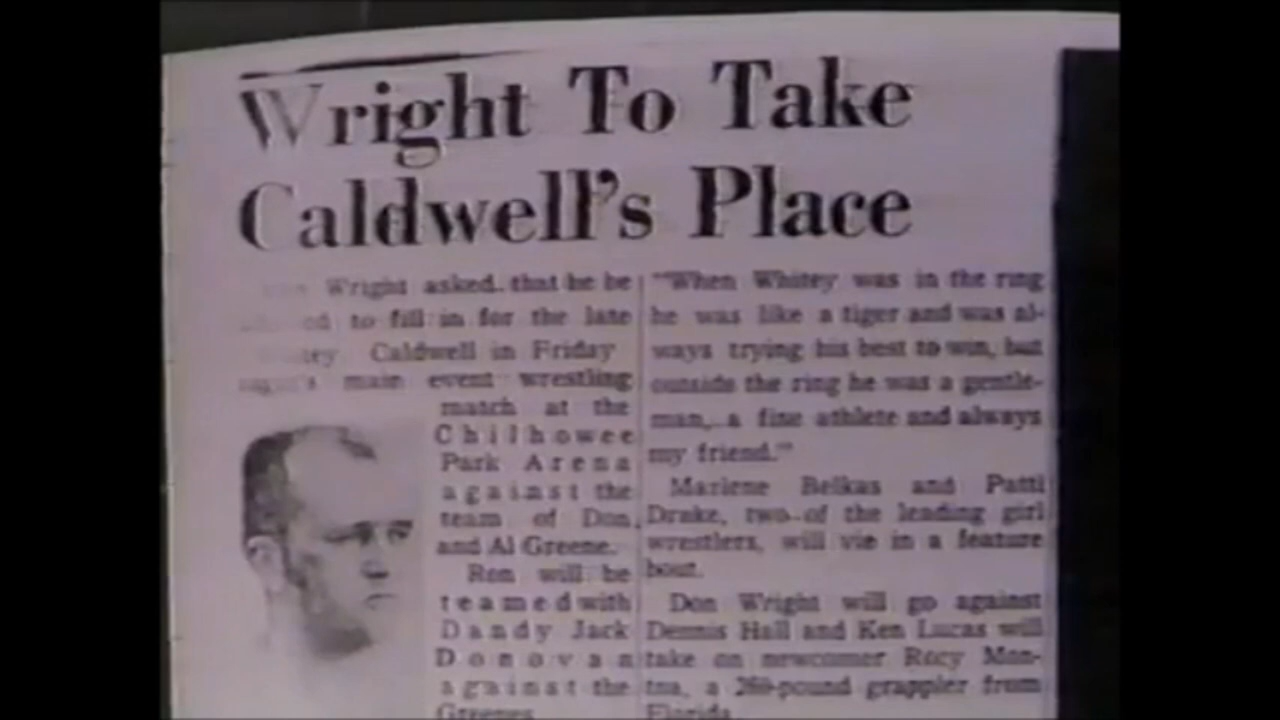 Wright To Take
Caldwell's Place
Wright asked that he be
to fill in for the late
Caldwell in Friday
main event wrestling
match at the
Chilhowee
Park Arena
against the
team of Don
and Al Greene.
Ron will be
teamed with
Dandy Jack
Donovan
against the
Greenes
"When Whitey was in the ring
he was like a tiger and was al-
ways trying his best to win, but
outside the ring he was a gentle-
man, a fine athlete and always
my friend."
Marlene Belkas and Patti
Drake, two of the leading girl
wrestlers, will vie in a feature
bout.
Don Wright will go against
Dennis Hall and Ken Lucas will
take on newcomer Rocy Mon-
tna, a 260-pound grappler from
Florida.